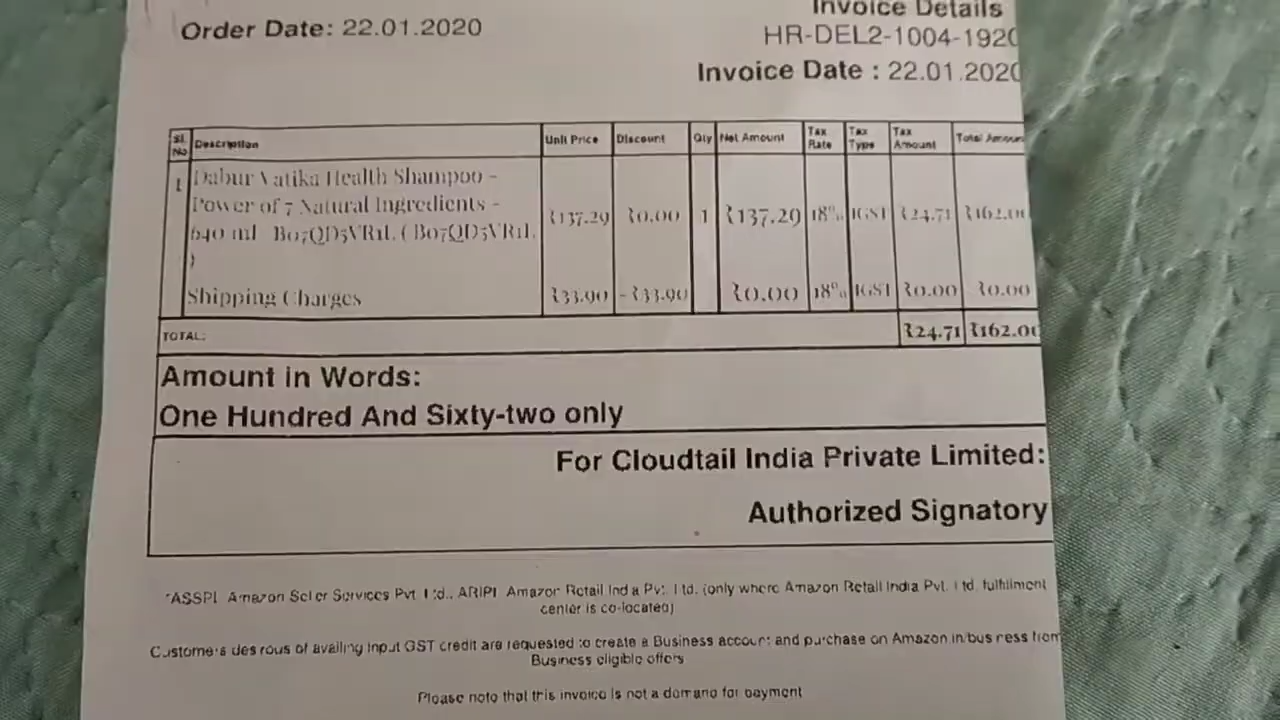 Invoice Details
Order Date: 22.01.2020
HR-DEL2-1004-1920
Invoice Date : 22.01.2020
Sl. No Description Unit Price Discount Qty Net Amount Tax Rate Tax Type Tax Amount Total Amoun
1 Dabur Vatika Health Shampoo -
Power of 7 Natural Ingredients -
₹137.29 ₹0.00 1 ₹137.29 18% IGST ₹24.71 ₹162.00
640 ml B07QD5VR1L ( B07QD5VR1L
)
Shipping Charges ₹33.90 -₹33.90 ₹0.00 18% IGST ₹0.00 ₹0.00
TOTAL: ₹24.71 ₹162.00
Amount in Words:
One Hundred And Sixty-two only
For Cloudtail India Private Limited:
Authorized Signatory
*ASSPL Amazon Seller Services Pvt. Ltd., ARIPL Amazon Retail India Pvt. Ltd. (only where Amazon Retail India Pvt. Ltd. fulfillment
center is co-located)
Customers desirous of availing input GST credit are requested to create a Business account and purchase on Amazon.in/business from
Business eligible offers
Please note that this invoice is not a demand for payment